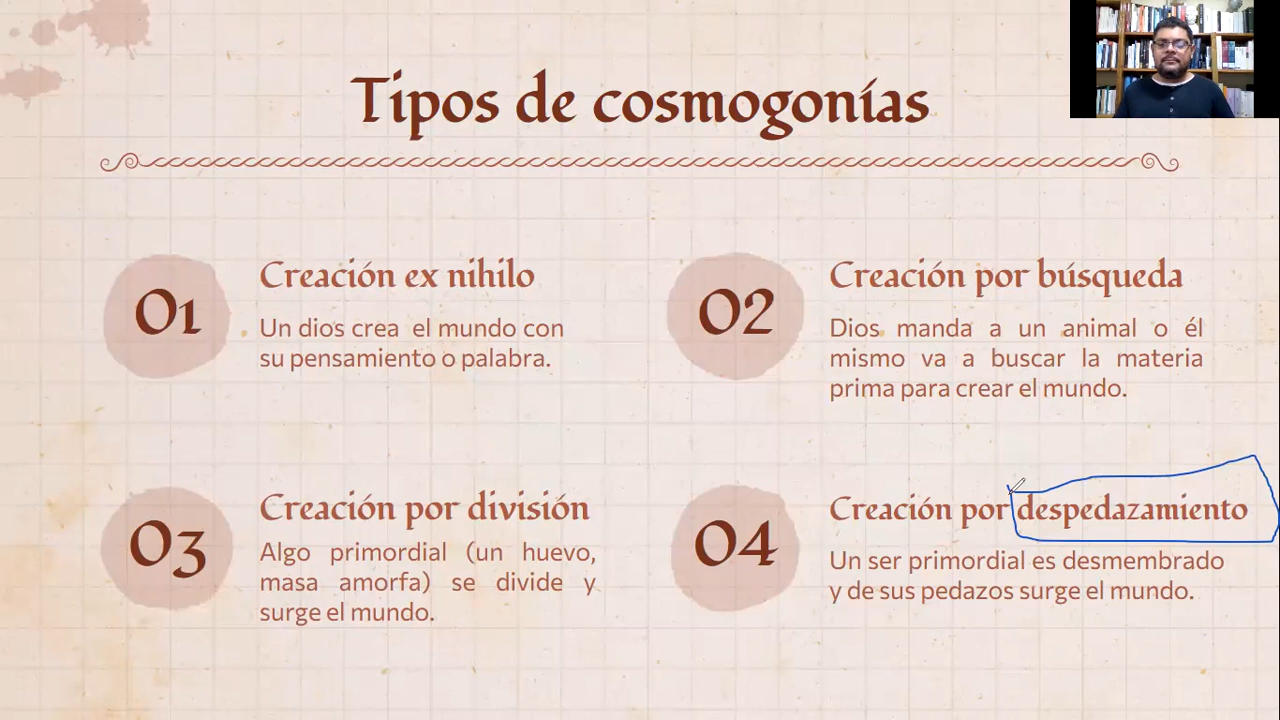 Tipos de cosmogonías
01
Creación ex nihilo
Un dios crea el mundo con
su pensamiento o palabra.
02
Creación por búsqueda
Dios manda a un animal o él
mismo va a buscar la materia
prima para crear el mundo.
03
Creación por división
Algo primordial (un huevo,
masa amorfa) se divide y
surge el mundo.
04
Creación por despedazamiento
Un ser primordial es desmembrado
y de sus pedazos surge el mundo.